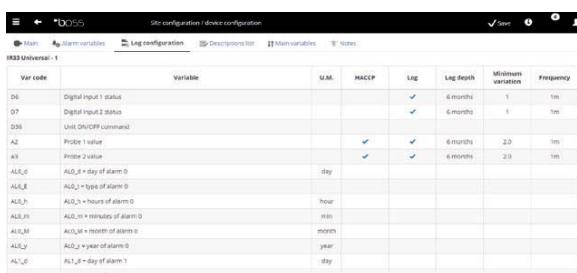 boss Site configuration / device configuration Save 0
Main Alarm variables Log configuration Descriptions list Main variables Notes
IR33 Universal - 1
Var code Variable U.M. HACCP Log Log depth Minimum variation Frequency
D6 Digital input 1 status 6 months 1 1m
D7 Digital input 2 status 6 months 1 1m
D36 Unit ON/OFF command
A2 Probe 1 value 6 months 2.0 1m
A3 Probe 2 value 6 months 2.0 1m
AL0_d AL0_d = day of alarm 0 day
AL0_t = type of alarm 0
AL0_h AL0_h = hours of alarm 0 hour
AL0_m AL0_m = minutes of alarm 0 min
AL0_M AL0_M = month of alarm 0 month
AL0_y AL0_y = year of alarm 0 year
AL1_d AL1_d = day of alarm 1 day